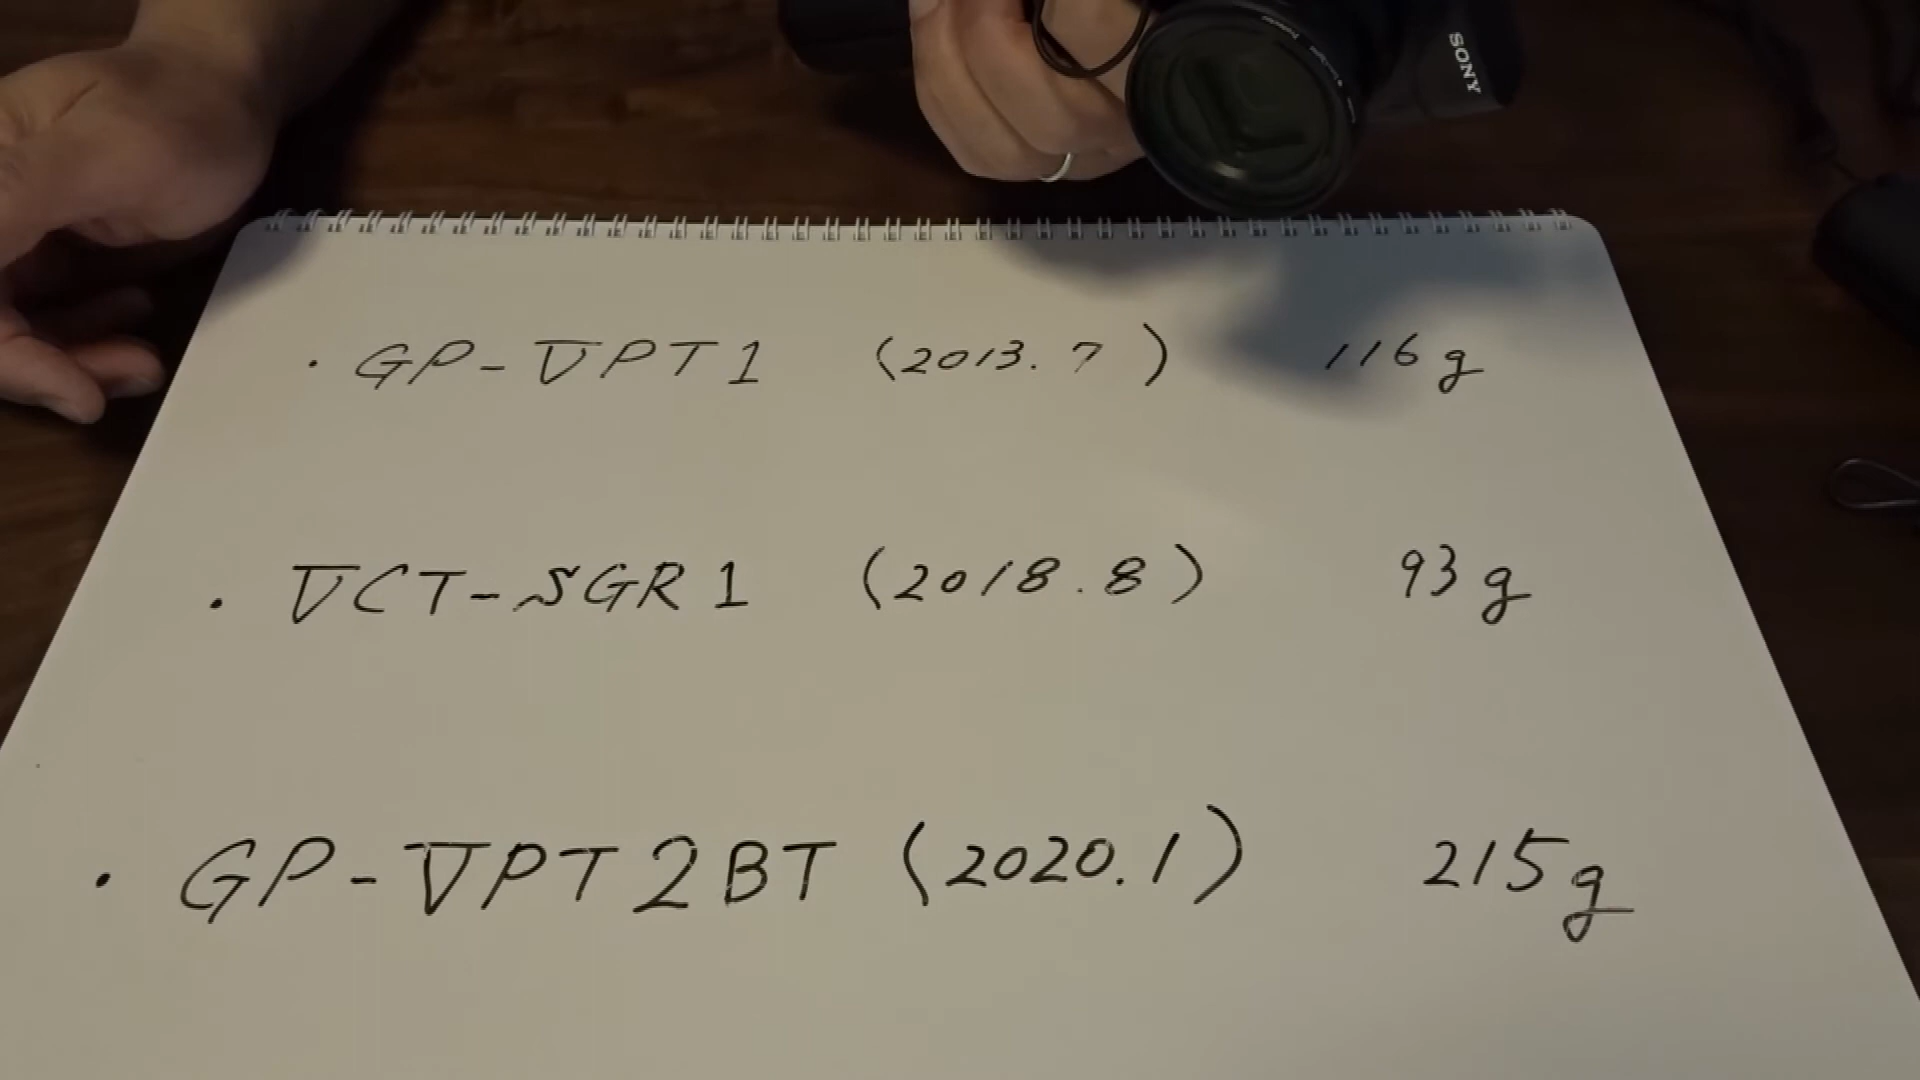 SONY
・GP-VPT1 (2013.7) 116g
・VCT-SGR1 (2018.8) 93g
・GP-VPT2BT (2020.1) 215g